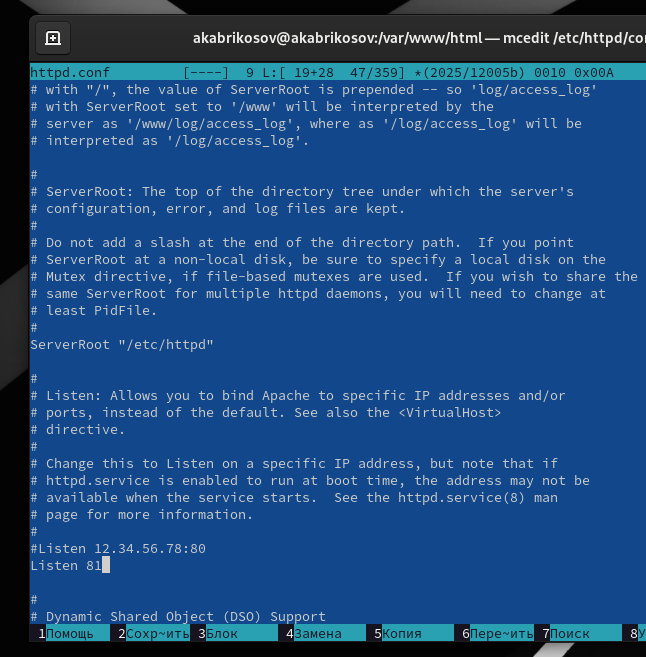 akabrikosov@akabrikosov:/var/www/html — mcedit /etc/httpd/co
httpd.conf [----] 9 L:[ 19+28 47/359] *(2025/12005b) 0010 0x00A
# with "/", the value of ServerRoot is prepended -- so 'log/access_log'
# with ServerRoot set to '/www' will be interpreted by the
# server as '/www/log/access_log', where as '/log/access_log' will be
# interpreted as '/log/access_log'.
#
# ServerRoot: The top of the directory tree under which the server's
# configuration, error, and log files are kept.
#
# Do not add a slash at the end of the directory path.  If you point
# ServerRoot at a non-local disk, be sure to specify a local disk on the
# Mutex directive, if file-based mutexes are used.  If you wish to share the
# same ServerRoot for multiple httpd daemons, you will need to change at
# least PidFile.
#
ServerRoot "/etc/httpd"
#
# Listen: Allows you to bind Apache to specific IP addresses and/or
# ports, instead of the default. See also the <VirtualHost>
# directive.
#
# Change this to Listen on a specific IP address, but note that if
# httpd.service is enabled to run at boot time, the address may not be
# available when the service starts.  See the httpd.service(8) man
# page for more information.
#
#Listen 12.34.56.78:80
Listen 81
#
# Dynamic Shared Object (DSO) Support
1Помощь 2Сохр~ить 3Блок 4Замена 5Копия 6Пере~ить 7Поиск 8У